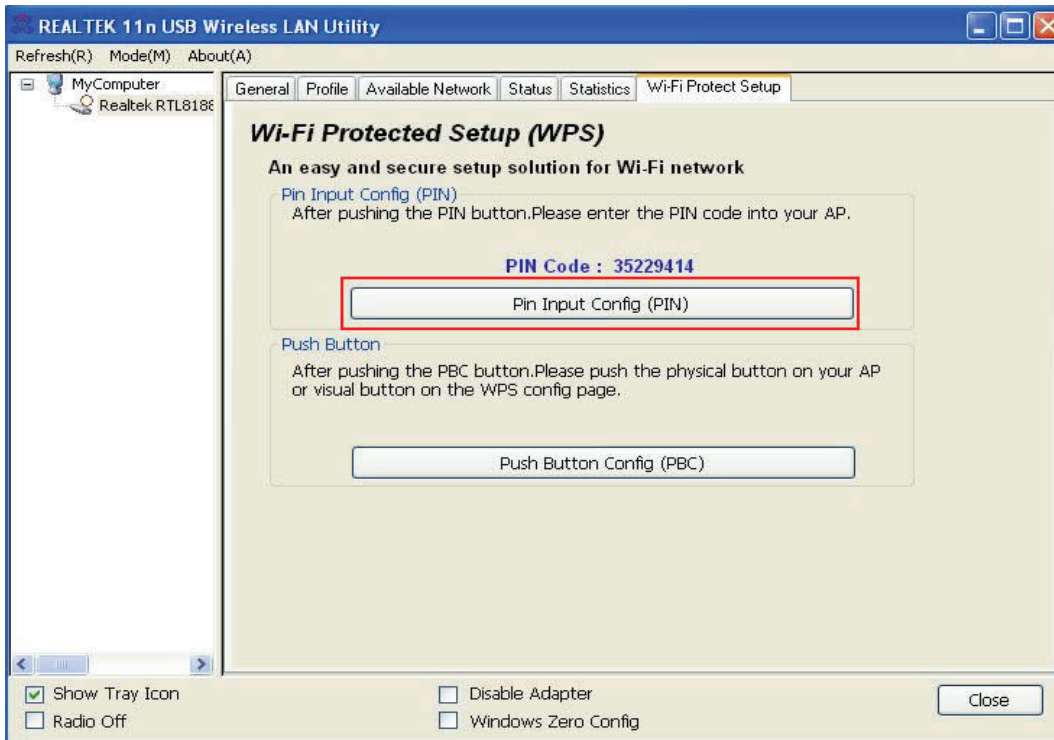 REALTEK 11n USB Wireless LAN Utility
Refresh(R) Mode(M) About(A)
MyComputer
Realtek RTL8188
General Profile Available Network Status Statistics Wi-Fi Protect Setup
Wi-Fi Protected Setup (WPS)
An easy and secure setup solution for Wi-Fi network
Pin Input Config (PIN)
After pushing the PIN button.Please enter the PIN code into your AP.
PIN Code : 35229414
Pin Input Config (PIN)
Push Button
After pushing the PBC button.Please push the physical button on your AP
or visual button on the WPS config page.
Push Button Config (PBC)
Show Tray Icon
Radio Off
Disable Adapter
Windows Zero Config
Close